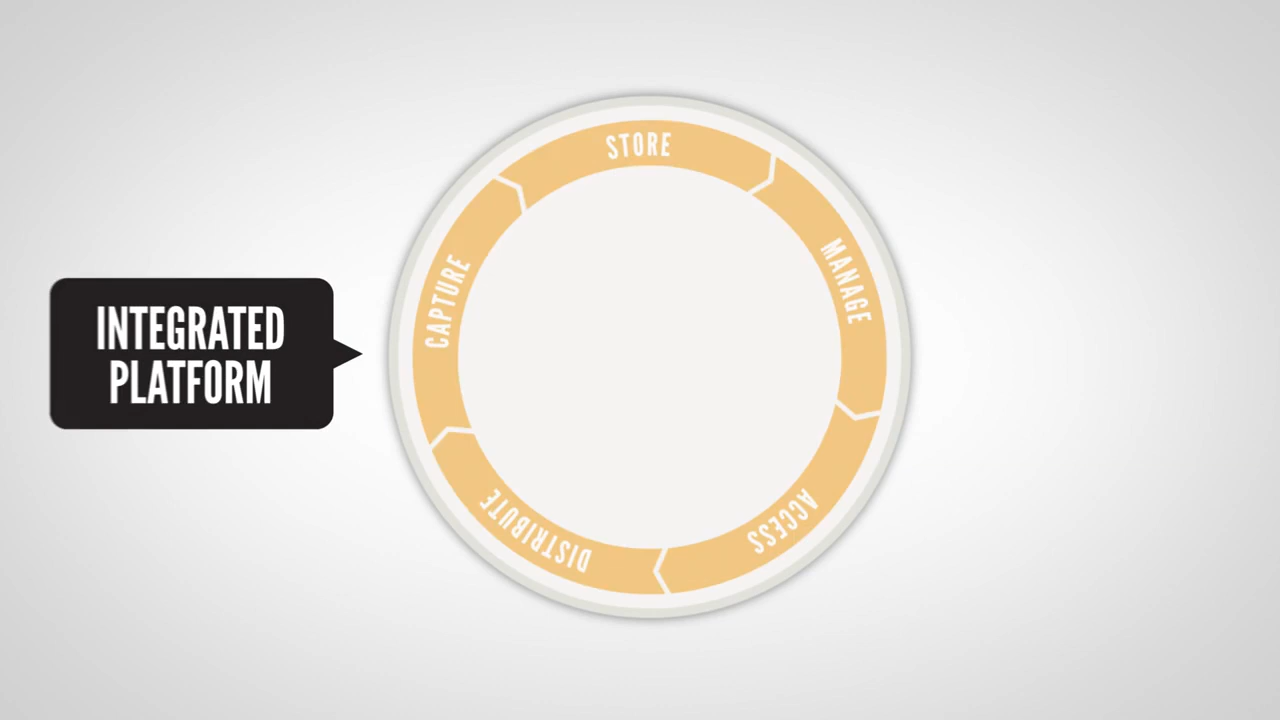 INTEGRATED
PLATFORM
STORE
MANAGE
ACCESS
DISTRIBUTE
CAPTURE